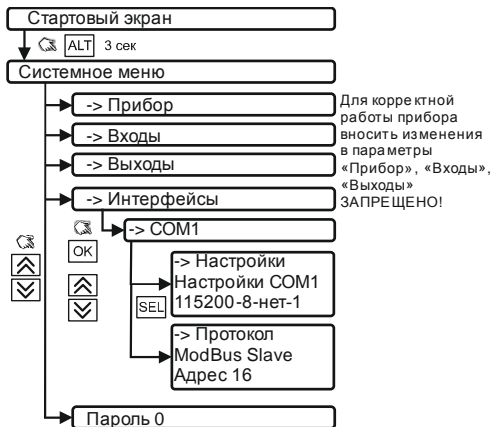 Стартовый экран
ALT 3 сек
Системное меню
-> Прибор
-> Входы
-> Выходы
Для корректной
работы прибора
вносить изменения
в параметры
«Прибор», «Входы»,
«Выходы»
ЗАПРЕЩЕНО!
-> Интерфейсы
OK
-> COM1
-> Настройки
Настройки COM1
115200-8-нет-1
SEL
-> Протокол
ModBus Slave
Адрес 16
Пароль 0